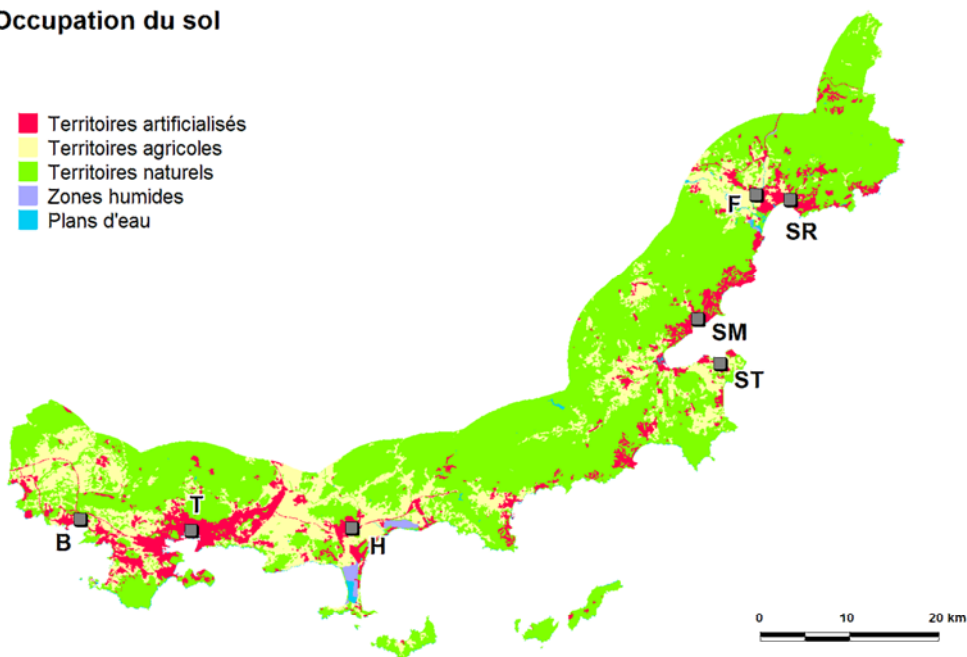 Occupation du sol
Territoires artificialisés
Territoires agricoles
Territoires naturels
Zones humides
Plans d'eau
F
SR
SM
ST
T
B
H
0 10 20 km